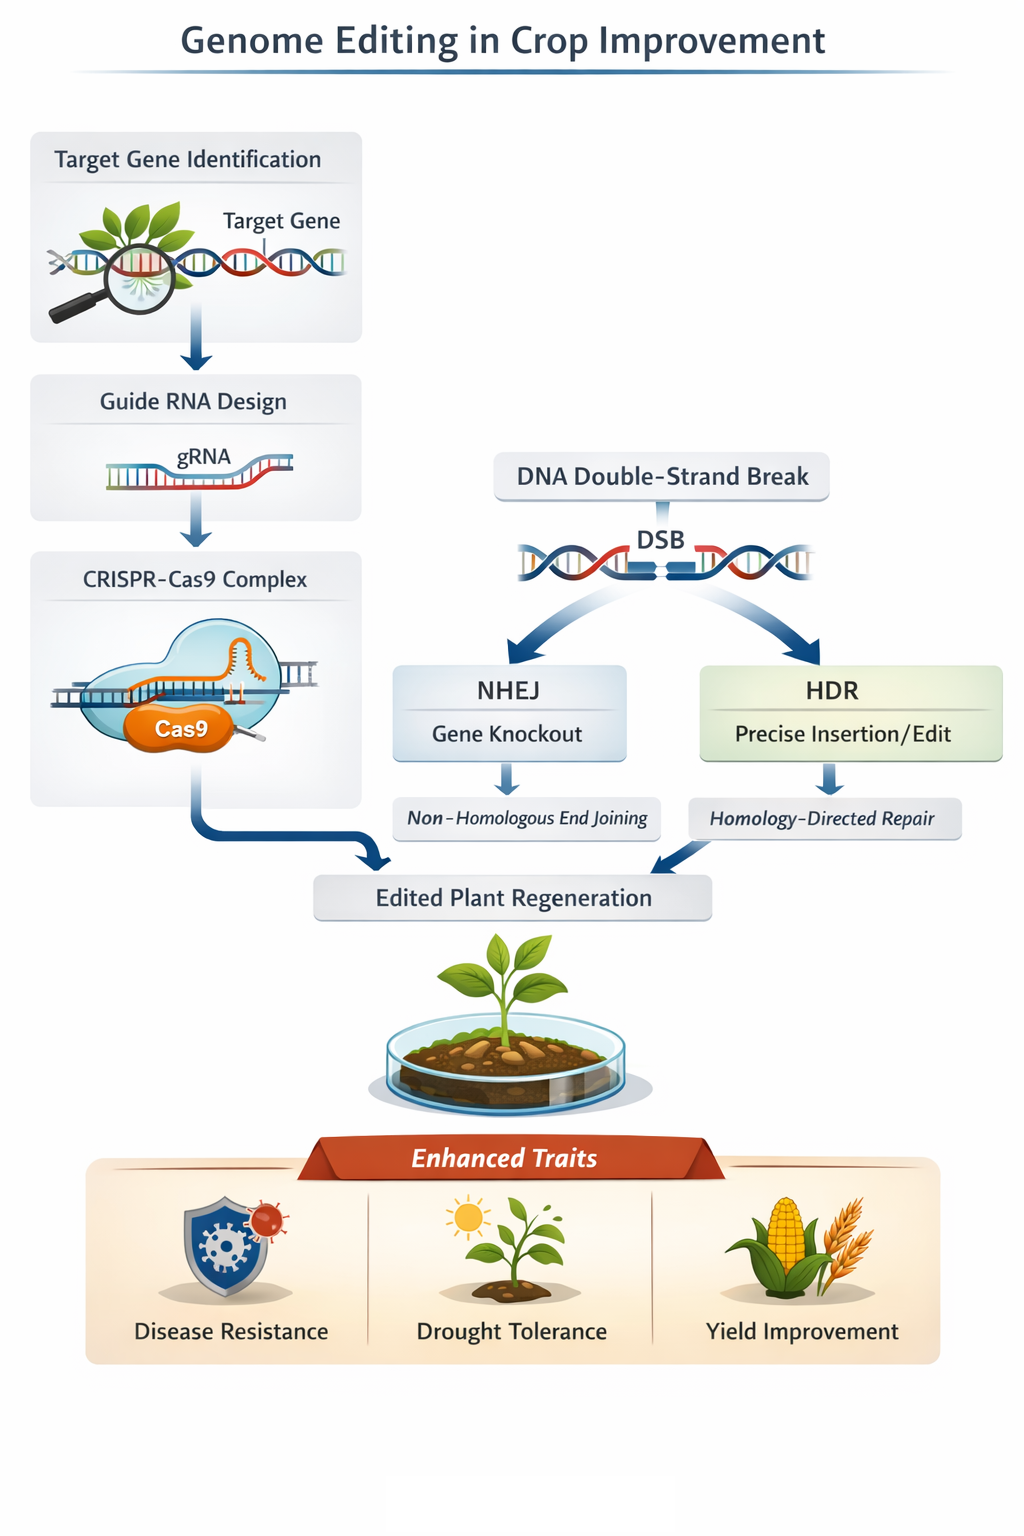 Genome Editing in Crop Improvement
Target Gene Identification
Target Gene
Guide RNA Design
gRNA
CRISPR-Cas9 Complex
Cas9
DNA Double-Strand Break
DSB
NHEJ
Gene Knockout
Non-Homologous End Joining
HDR
Precise Insertion/Edit
Homology-Directed Repair
Edited Plant Regeneration
Enhanced Traits
Disease Resistance
Drought Tolerance
Yield Improvement